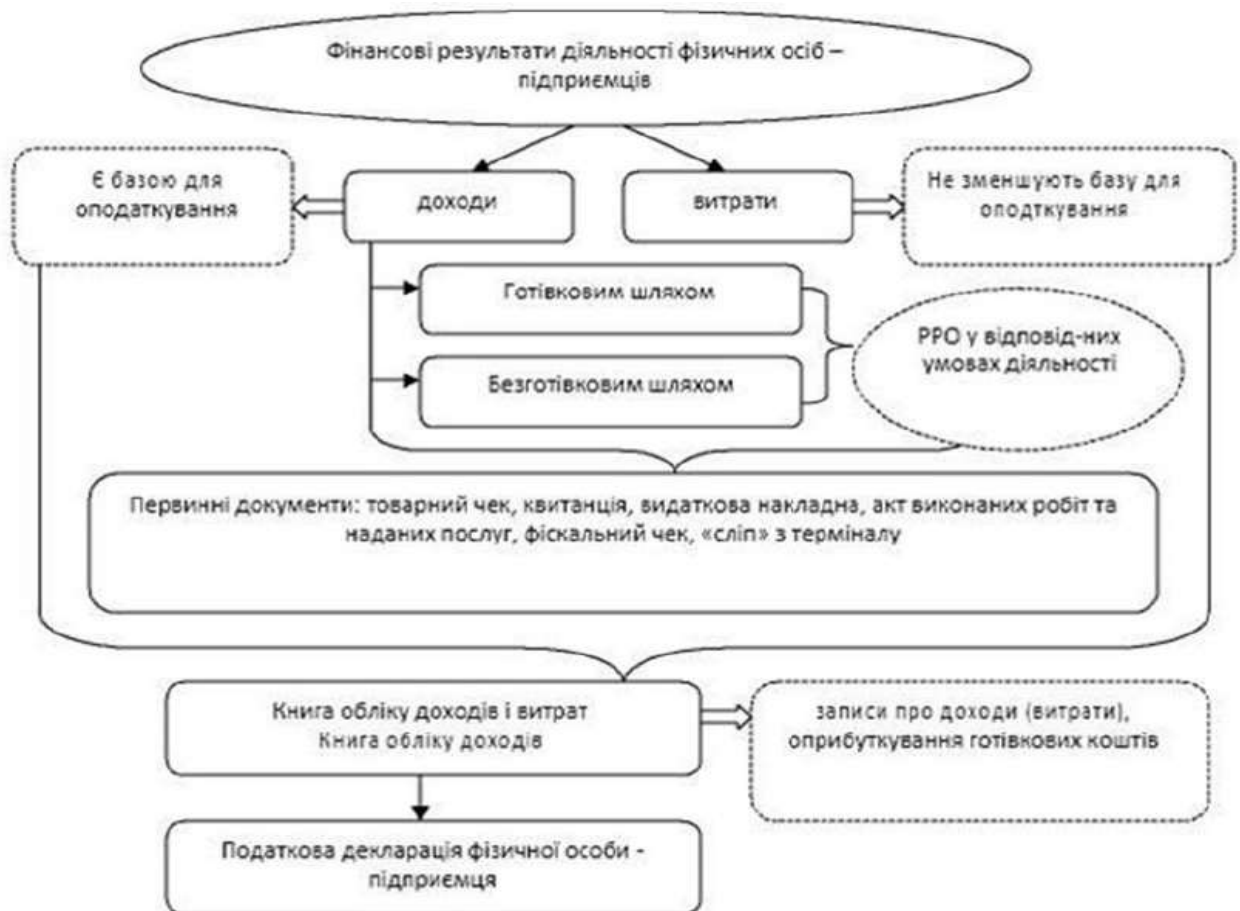 Фінансові результати діяльності фізичних осіб –
підприємців
Є базою для
оподаткування
доходи
витрати
Не зменшують базу для
оподткування
Готівковим шляхом
Безготівковим шляхом
РРО у відповід-них
умовах діяльності
Первинні документи: товарний чек, квитанція, видаткова накладна, акт виконаних робіт та
наданих послуг, фіскальний чек, «сліп» з терміналу
Книга обліку доходів і витрат
Книга обліку доходів
записи про доходи (витрати),
оприбуткування готівкових коштів
Податкова декларація фізичної особи -
підприємця